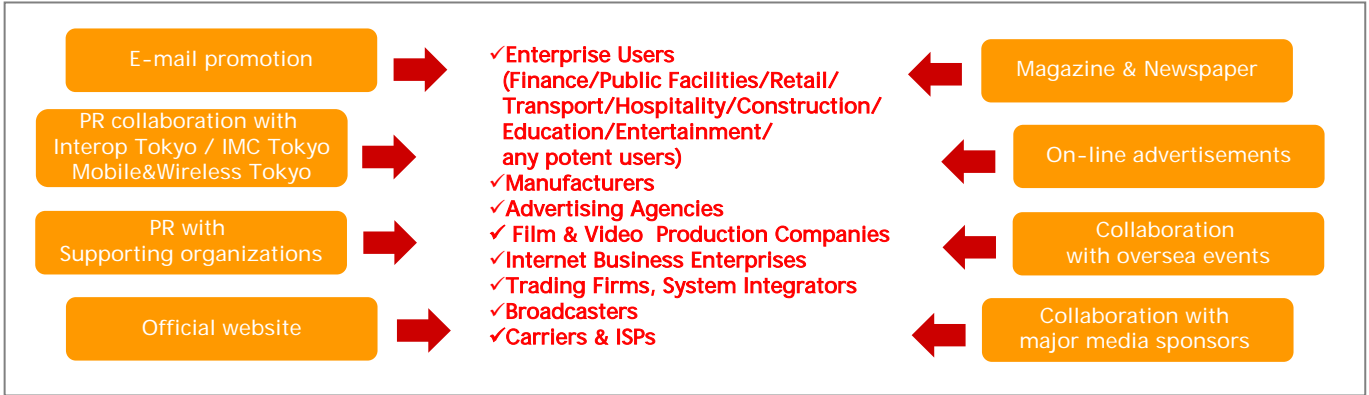 E-mail promotion
PR collaboration with
Interop Tokyo / IMC Tokyo
Mobile&Wireless Tokyo
PR with
Supporting organizations
Official website
✓Enterprise Users
(Finance/Public Facilities/Retail/
Transport/Hospitality/Construction/
Education/Entertainment/
any potent users)
✓Manufacturers
✓Advertising Agencies
✓ Film & Video Production Companies
✓Internet Business Enterprises
✓Trading Firms, System Integrators
✓Broadcasters
✓Carriers & ISPs
Magazine & Newspaper
On-line advertisements
Collaboration
with oversea events
Collaboration with
major media sponsors